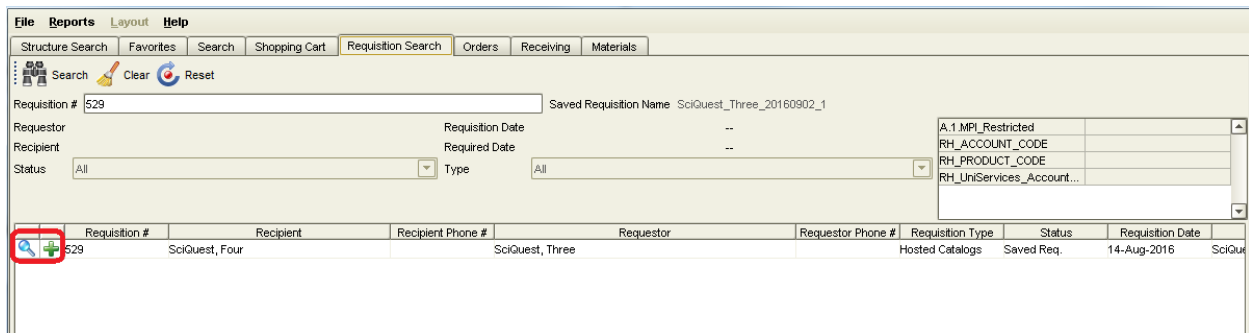 File Reports Layout Help
Structure Search Favorites Search Shopping Cart Requisition Search Orders Receiving Materials
Search Clear Reset
Requisition # 529 Saved Requisition Name SciQuest_Three_20160902_1
Requestor Requisition Date -- A.1.MPI_Restricted
Recipient Required Date -- RH_ACCOUNT_CODE
RH_PRODUCT_CODE
Status All Type All RH_UniServices_Account...
Requisition # Recipient Recipient Phone # Requestor Requestor Phone # Requisition Type Status Requisition Date
529 SciQuest, Four SciQuest, Three Hosted Catalogs Saved Req. 14-Aug-2016 SciQue